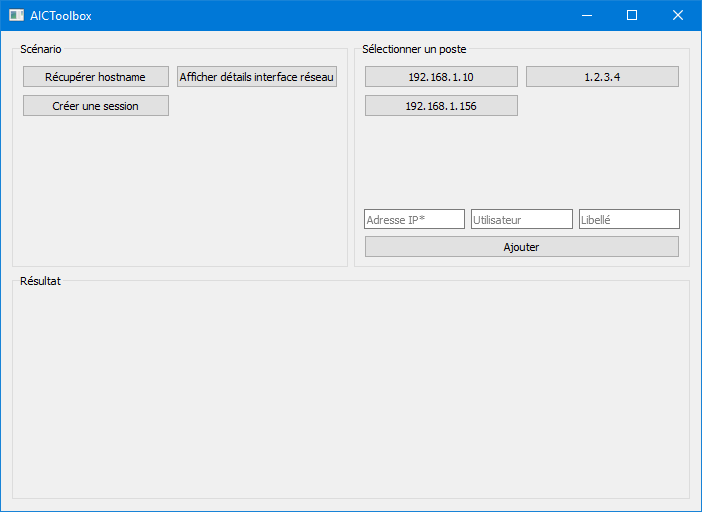 AICToolbox
Scénario
Récupérer hostname
Afficher détails interface réseau
Créer une session
Sélectionner un poste
192.168.1.10
1.2.3.4
192.168.1.156
Adresse IP*
Utilisateur
Libellé
Ajouter
Résultat